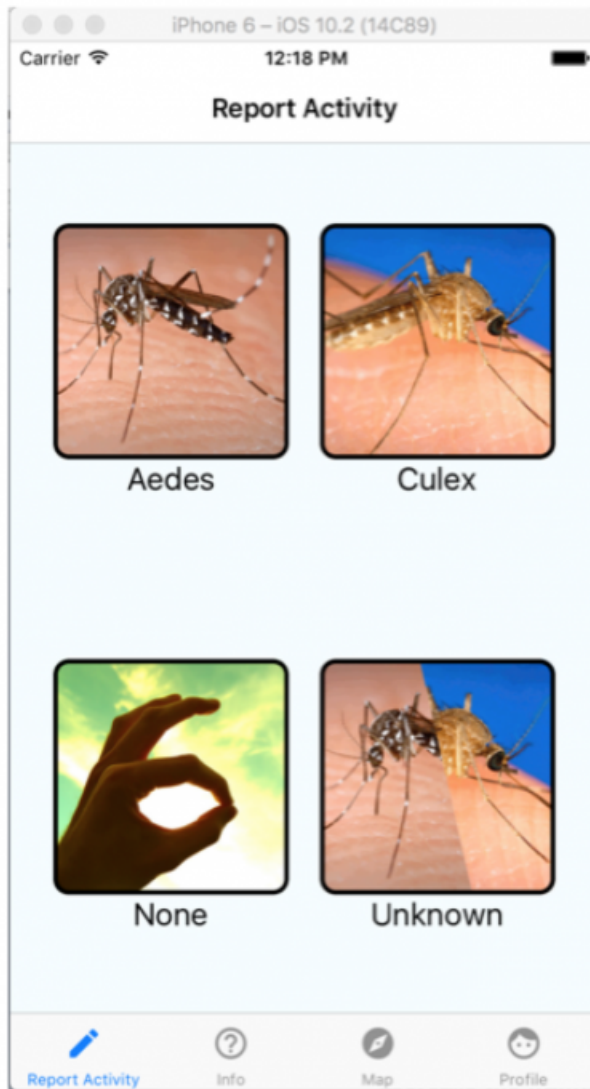 iPhone 6 – iOS 10.2 (14C89)
Carrier 12:18 PM
Report Activity
Aedes Culex
None Unknown
Report Activity Info Map Profile